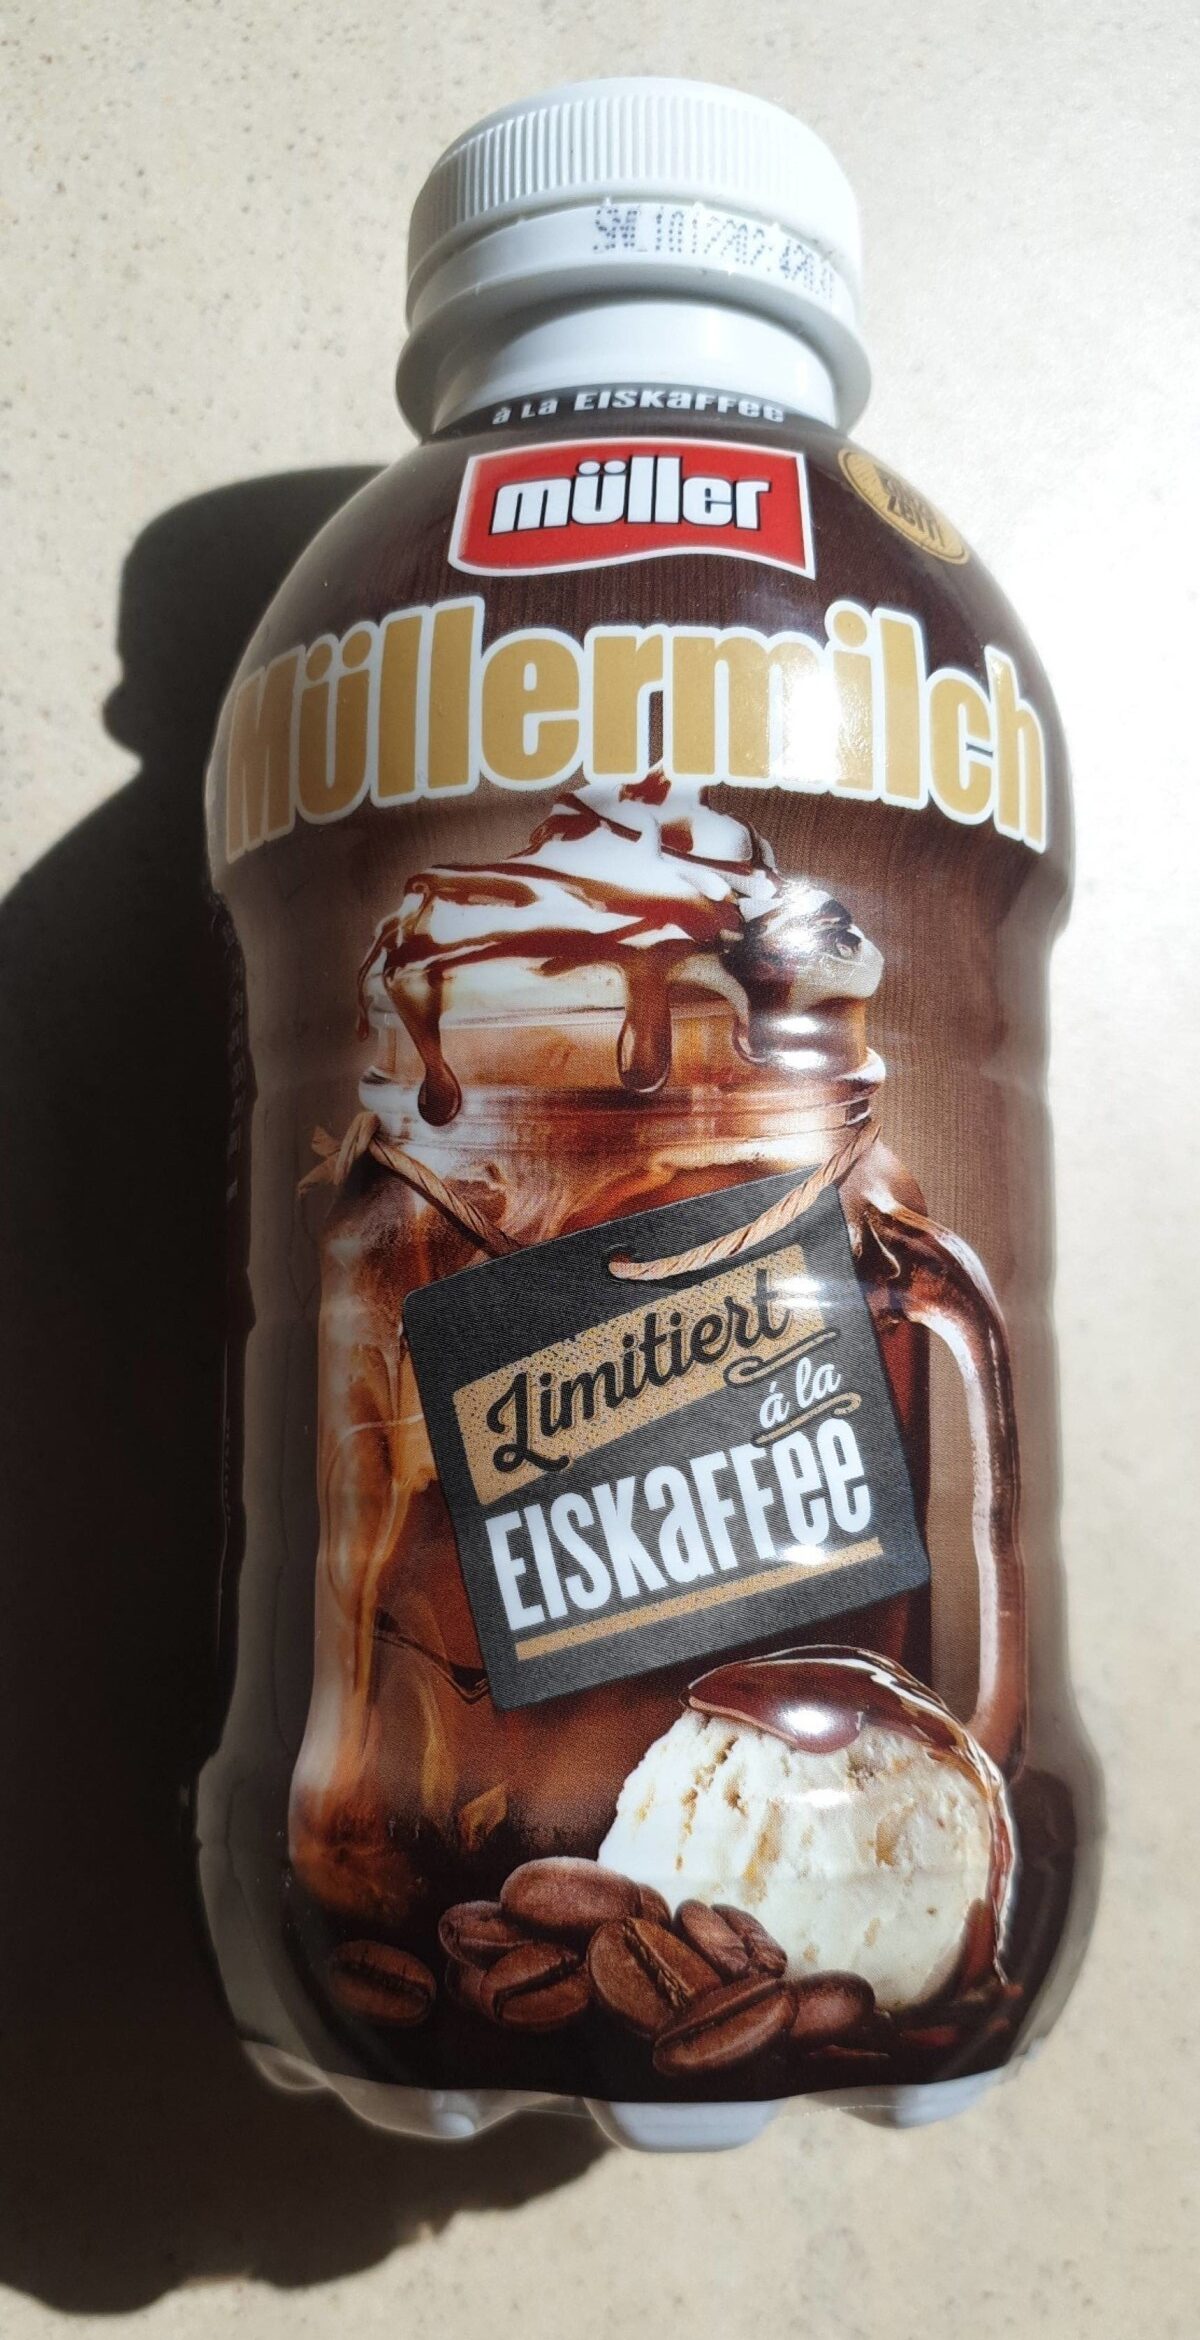 à La EISKAFFEE
müller
Müllermilch
Limitiert
á la
EISKAFFEE